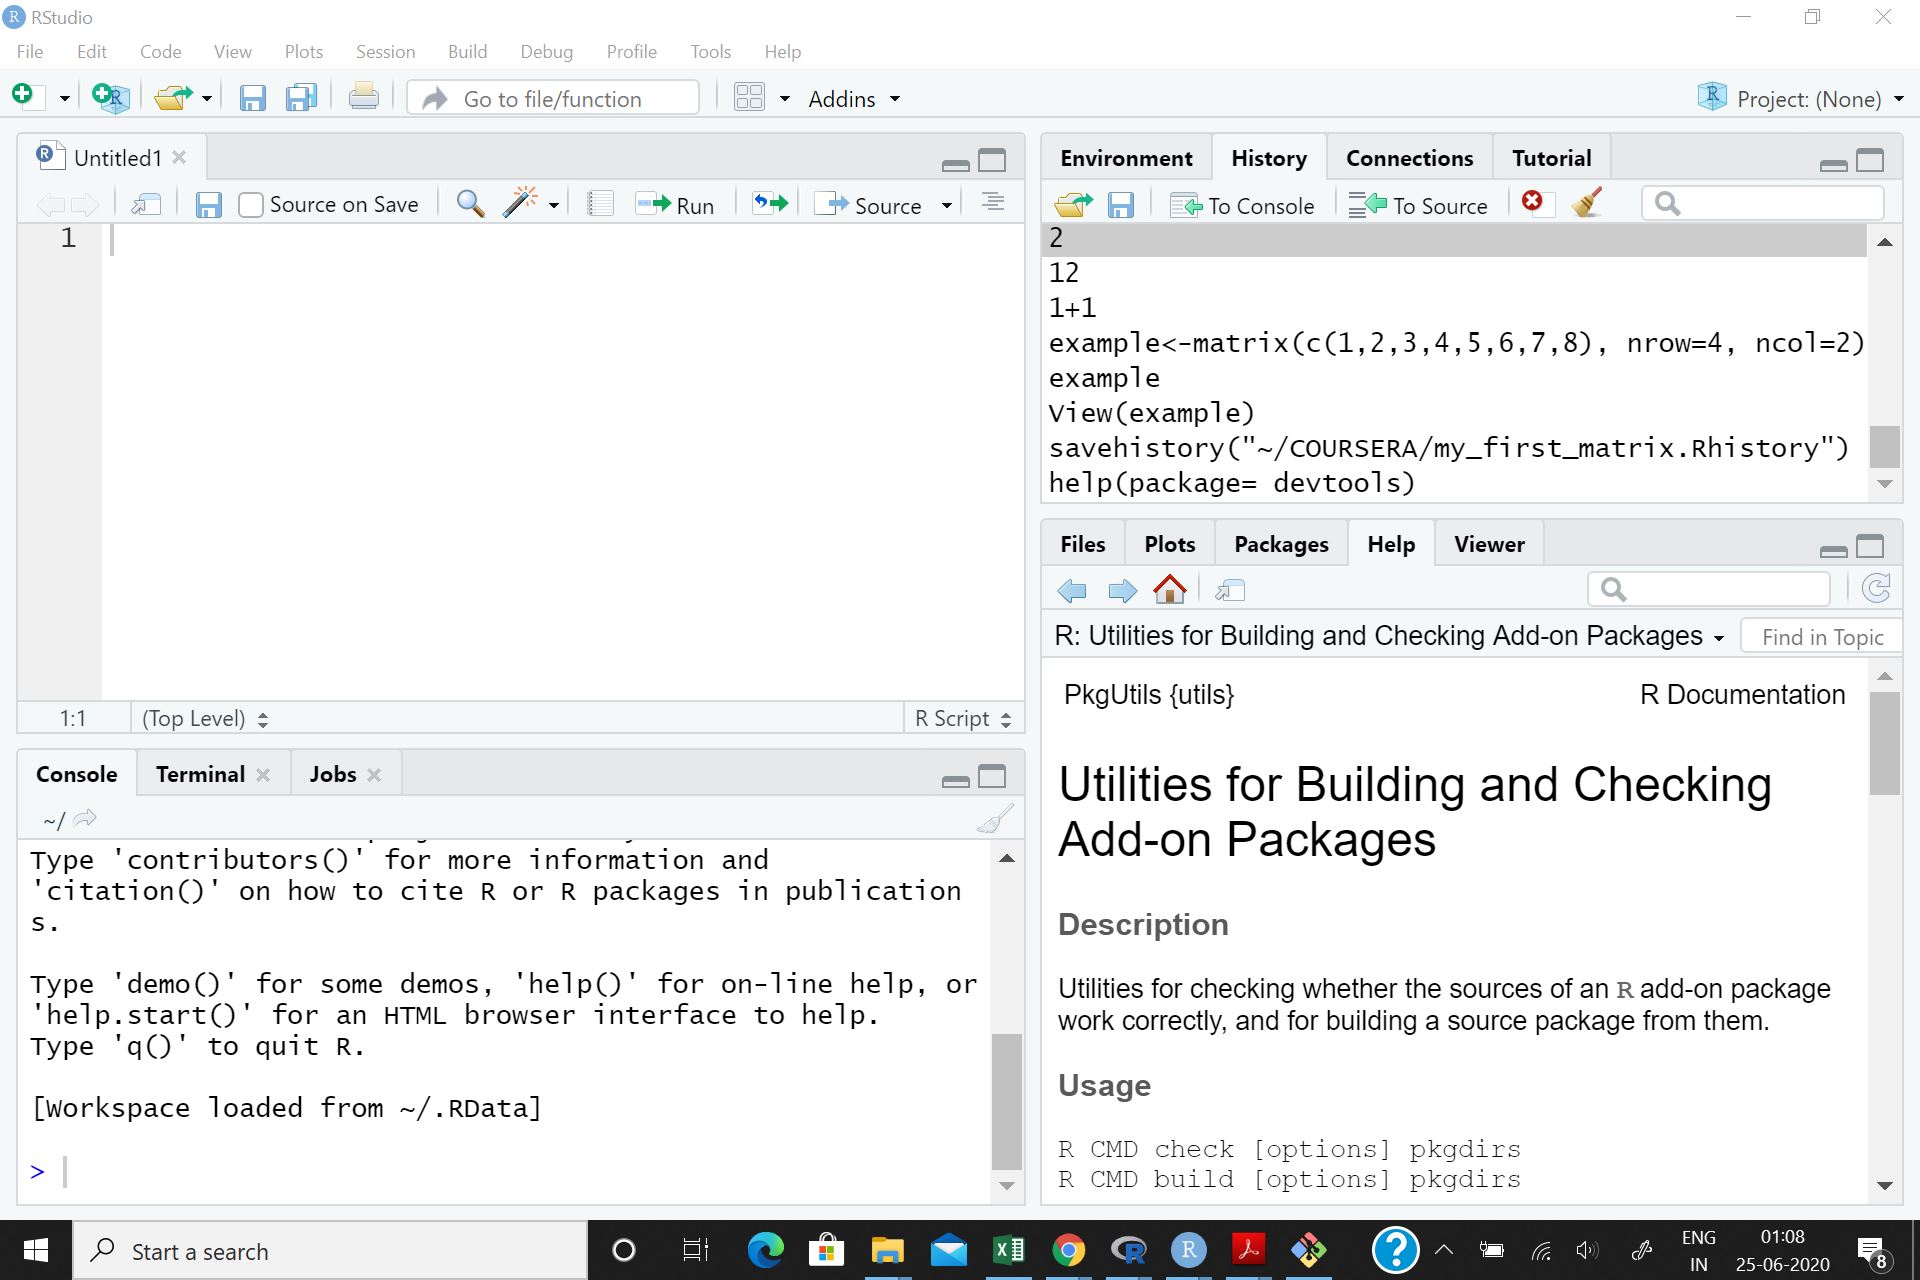 RStudio
File Edit Code View Plots Session Build Debug Profile Tools Help
Go to file/function Addins Project: (None)
Untitled1
Source on Save Run Source
1
1:1 (Top Level) R Script
Console Terminal Jobs
~/
Type 'contributors()' for more information and
'citation()' on how to cite R or R packages in publication
s.
Type 'demo()' for some demos, 'help()' for on-line help, or
'help.start()' for an HTML browser interface to help.
Type 'q()' to quit R.
[Workspace loaded from ~/.RData]
>
Environment History Connections Tutorial
To Console To Source
2
12
1+1
example<-matrix(c(1,2,3,4,5,6,7,8), nrow=4, ncol=2)
example
View(example)
savehistory("~/COURSERA/my_first_matrix.Rhistory")
help(package= devtools)
Files Plots Packages Help Viewer
R: Utilities for Building and Checking Add-on Packages Find in Topic
PkgUtils {utils} R Documentation
Utilities for Building and Checking
Add-on Packages
Description
Utilities for checking whether the sources of an R add-on package
work correctly, and for building a source package from them.
Usage
R CMD check [options] pkgdirs
R CMD build [options] pkgdirs
Start a search
ENG 01:08
IN 25-06-2020 8